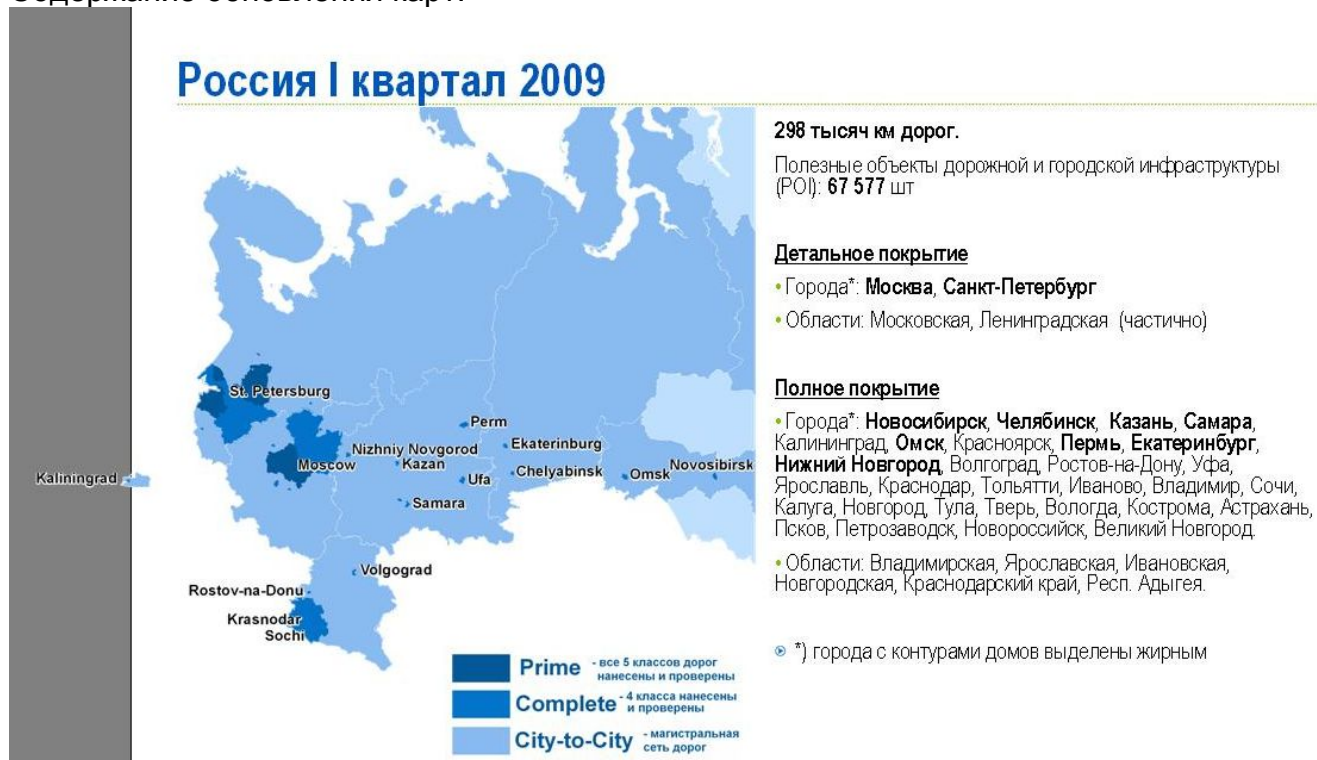 Содержание обновлений карт:
Россия I квартал 2009
298 тысяч км дорог.
Полезные объекты дорожной и городской инфраструктуры
(POI): 67 577 шт
Детальное покрытие
• Города*: Москва, Санкт-Петербург
• Области: Московская, Ленинградская (частично)
Полное покрытие
• Города*: Новосибирск, Челябинск, Казань, Самара,
Калининград, Омск, Красноярск, Пермь, Екатеринбург,
Нижний Новгород, Волгоград, Ростов-на-Дону, Уфа,
Ярославль, Краснодар, Тольятти, Иваново, Владимир, Сочи,
Калуга, Новгород, Тула, Тверь, Вологда, Кострома, Астрахань,
Псков, Петрозаводск, Новороссийск, Великий Новгород.
• Области: Владимирская, Ярославская, Ивановская,
Новгородская, Краснодарский край, Респ. Адыгея.
*) города с контурами домов выделены жирным
St. Petersburg
Perm
Nizhniy Novgorod
Ekaterinburg
Moscow
Kazan
Chelyabinsk
Omsk
Novosibirsk
Kaliningrad
Ufa
Samara
Volgograd
Rostov-na-Donu
Krasnodar
Sochi
Prime - все 5 классов дорог
нанесены и проверены
Complete - 4 класса нанесены
и проверены
City-to-City - магистральная
сеть дорог